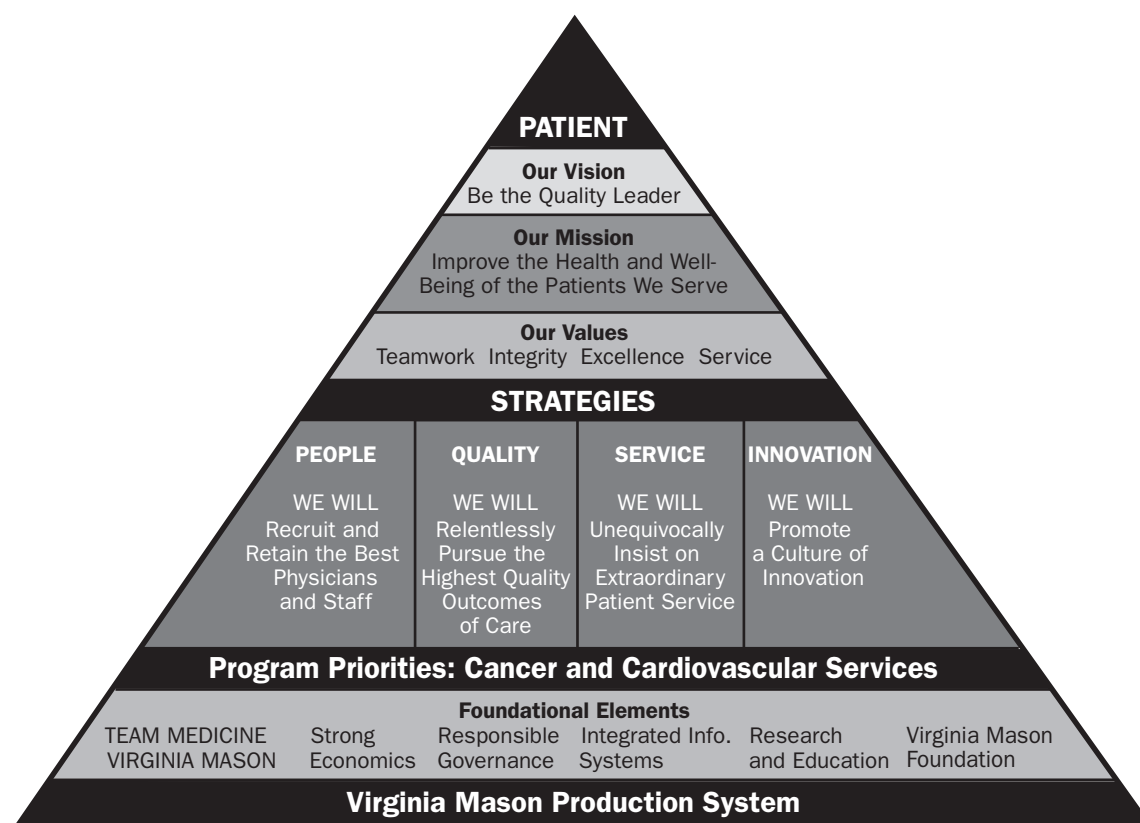 PATIENT
Our Vision
Be the Quality Leader
Our Mission
Improve the Health and Well-
Being of the Patients We Serve
Our Values
Teamwork Integrity Excellence Service
STRATEGIES
PEOPLE
WE WILL
Recruit and
Retain the Best
Physicians
and Staff
QUALITY
WE WILL
Relentlessly
Pursue the
Highest Quality
Outcomes
of Care
SERVICE
WE WILL
Unequivocally
Insist on
Extraordinary
Patient Service
INNOVATION
WE WILL
Promote
a Culture of
Innovation
Program Priorities: Cancer and Cardiovascular Services
Foundational Elements
TEAM MEDICINE
VIRGINIA MASON
Strong
Economics
Responsible
Governance
Integrated Info.
Systems
Research
and Education
Virginia Mason
Foundation
Virginia Mason Production System